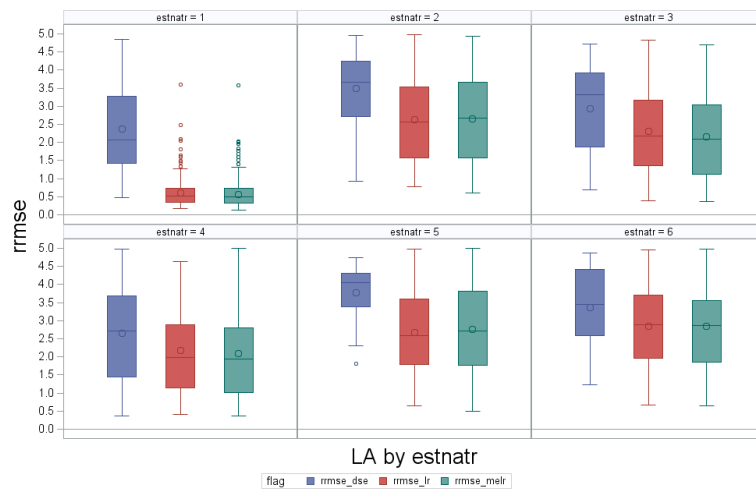 estnatr = 1
estnatr = 2
estnatr = 3
5.0
4.5
4.0
3.5
3.0
2.5
2.0
1.5
1.0
0.5
0.0
rrmse
estnatr = 4
estnatr = 5
estnatr = 6
5.0
4.5
4.0
3.5
3.0
2.5
2.0
1.5
1.0
0.5
0.0
LA by estnatr
flag rrmse_dse rrmse_lr rrmse_melr